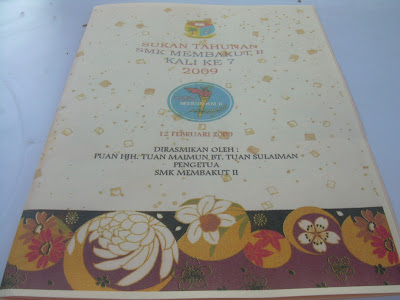 SUKAN TAHUNAN
SMK MEMBAKUT II
KALI KE 7
2009
12 FEBRUARI 2009
DIRASMIKAN OLEH :
PUAN HJH. TUAN MAIMUN BT. TUAN SULAIMAN
PENGETUA
SMK MEMBAKUT II